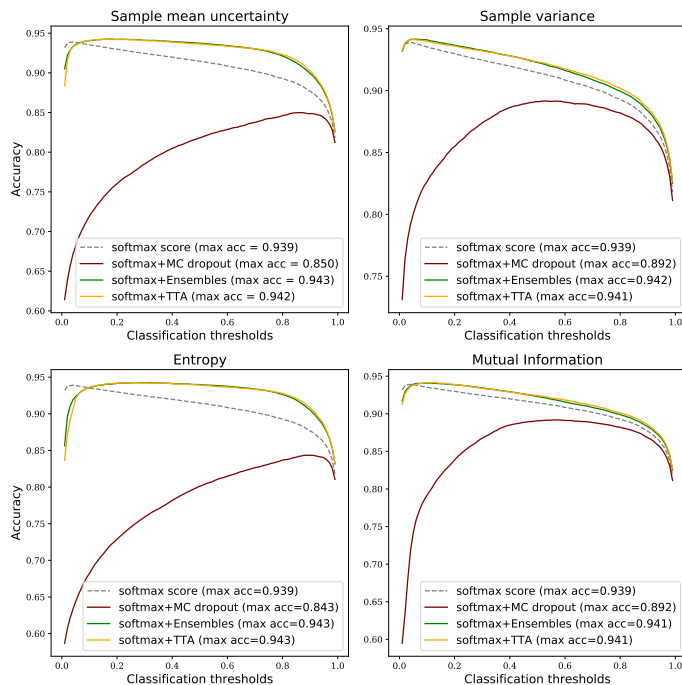 Sample mean uncertainty
0.95
0.90
0.85
0.80
0.75
0.70
0.65
0.60
Accuracy
softmax score (max acc = 0.939)
softmax+MC dropout (max acc = 0.850)
softmax+Ensembles (max acc = 0.943)
softmax+TTA (max acc = 0.942)
0.0 0.2 0.4 0.6 0.8 1.0
Classification thresholds
Sample variance
0.95
0.90
0.85
0.80
0.75
softmax score (max acc=0.939)
softmax+MC dropout (max acc=0.892)
softmax+Ensembles (max acc=0.942)
softmax+TTA (max acc=0.941)
0.0 0.2 0.4 0.6 0.8 1.0
Classification thresholds
Entropy
0.95
0.90
0.85
0.80
0.75
0.70
0.65
0.60
Accuracy
softmax score (max acc=0.939)
softmax+MC dropout (max acc=0.843)
softmax+Ensembles (max acc=0.943)
softmax+TTA (max acc=0.943)
0.0 0.2 0.4 0.6 0.8 1.0
Classification thresholds
Mutual Information
0.95
0.90
0.85
0.80
0.75
0.70
0.65
0.60
softmax score (max acc=0.939)
softmax+MC dropout (max acc=0.892)
softmax+Ensembles (max acc=0.941)
softmax+TTA (max acc=0.941)
0.0 0.2 0.4 0.6 0.8 1.0
Classification thresholds